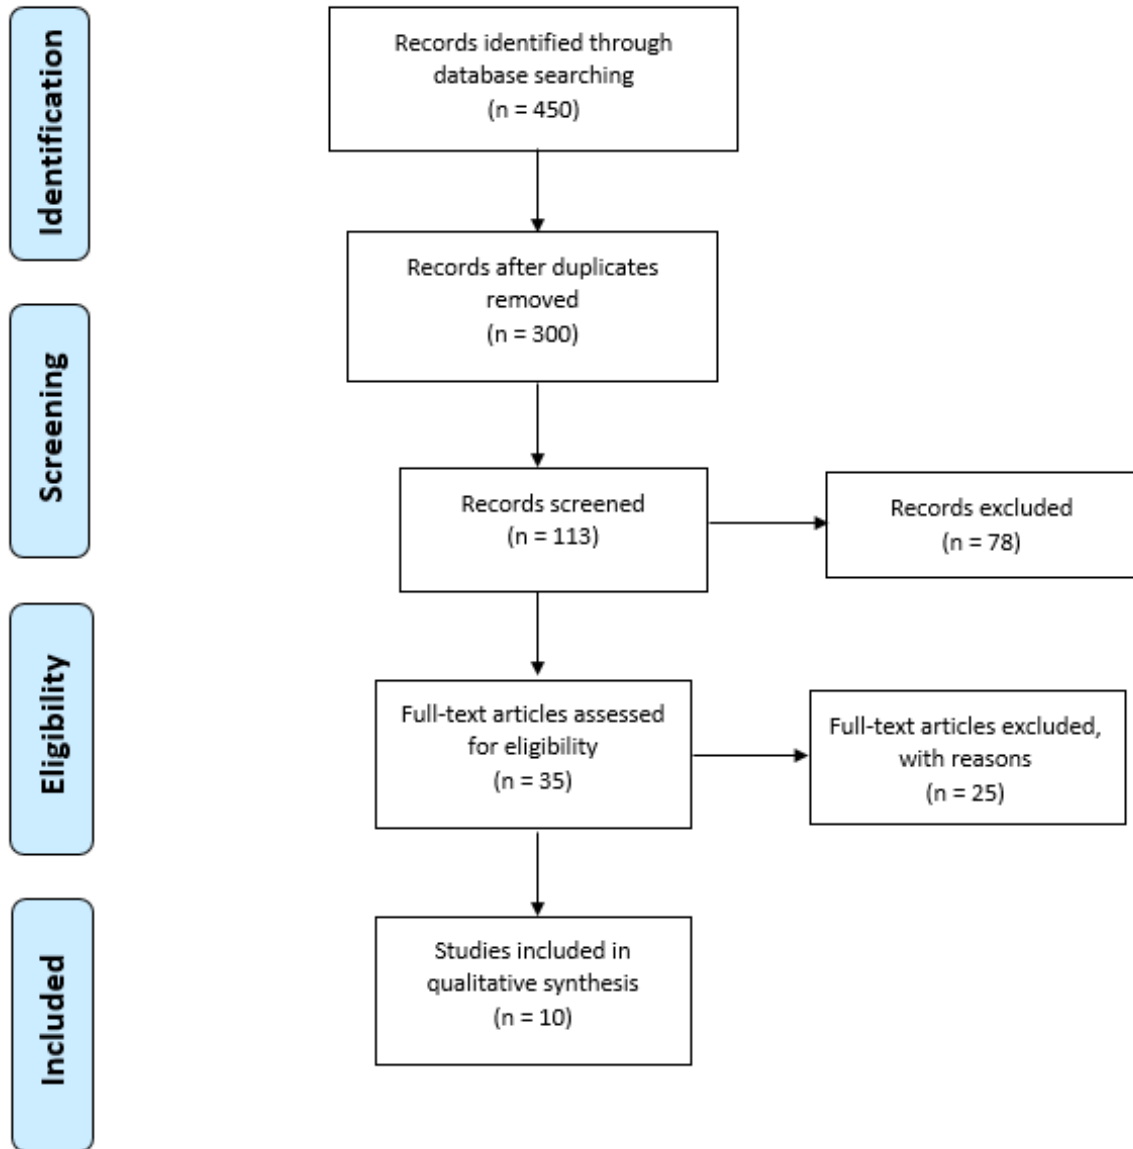 Identification
Records identified through
database searching
(n = 450)
Records after duplicates
removed
(n = 300)
Screening
Records screened
(n = 113)
Records excluded
(n = 78)
Eligibility
Full-text articles assessed
for eligibility
(n = 35)
Full-text articles excluded,
with reasons
(n = 25)
Included
Studies included in
qualitative synthesis
(n = 10)